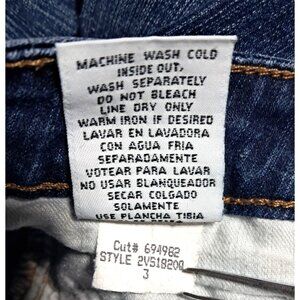 MACHINE WASH COLD
INSIDE OUT.
WASH SEPARATELY
DO NOT BLEACH
LINE DRY ONLY
WARM IRON IF DESIRED
LAVAR EN LAVADORA
CON AGUA FRIA
SEPARADAMENTE
VOTEAR PARA LAVAR
NO USAR BLANQUEADOR
SECAR COLGADO
SOLAMENTE
USE PLANCHA TIBIA
Cut# 694982
STYLE 2V518200
3